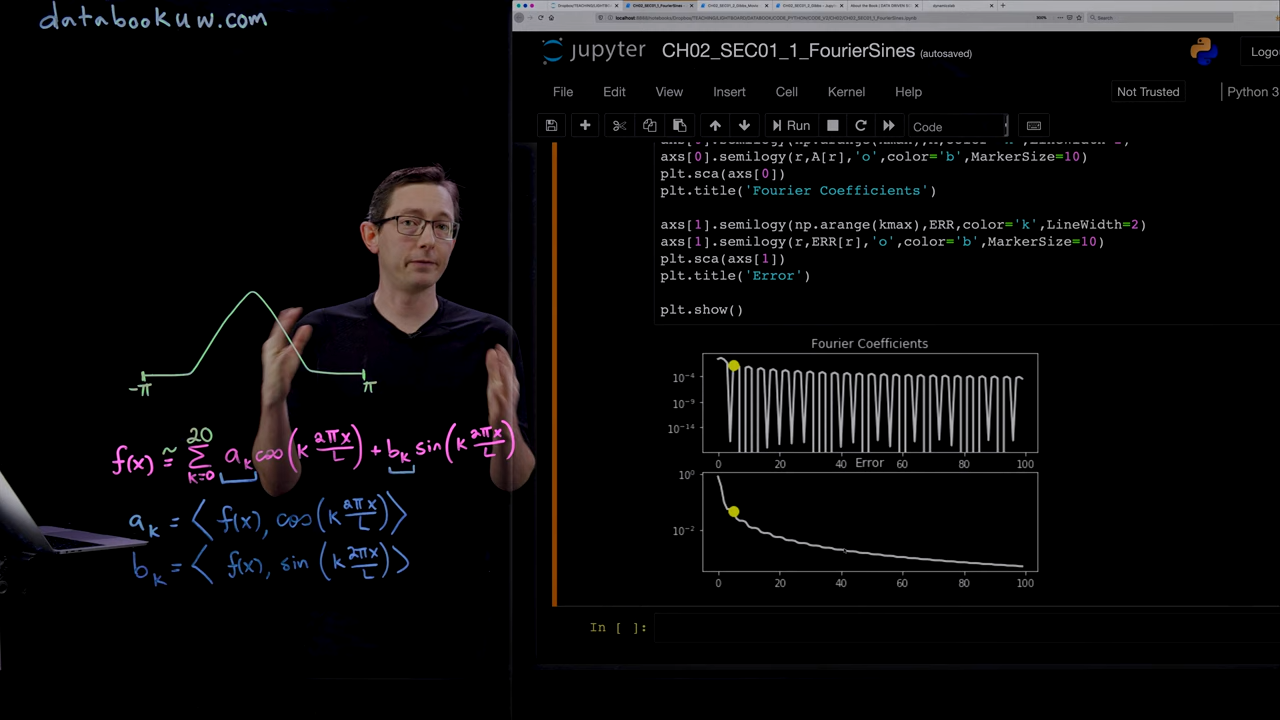 databookuw.com
-π
π
f(x) ≈ 20 Σ k=0 a_k cos(k 2πx/L) + b_k sin(k 2πx/L)
a_k = ⟨ f(x), cos(k 2πx/L) ⟩
b_k = ⟨ f(x), sin(k 2πx/L) ⟩
jupyter CH02_SEC01_1_FourierSines (autosaved)
File Edit View Insert Cell Kernel Help Not Trusted Python 3
Run Code
axs[0].semilogy(r,A[r],'o',color='b',MarkerSize=10)
plt.sca(axs[0])
plt.title('Fourier Coefficients')
axs[1].semilogy(np.arange(kmax),ERR,color='k',LineWidth=2)
axs[1].semilogy(r,ERR[r],'o',color='b',MarkerSize=10)
plt.sca(axs[1])
plt.title('Error')
plt.show()
Fourier Coefficients
10⁻⁴
10⁻⁹
10⁻¹⁴
0 20 40 60 80 100
Error
10⁰
10⁻²
0 20 40 60 80 100
In [ ]: